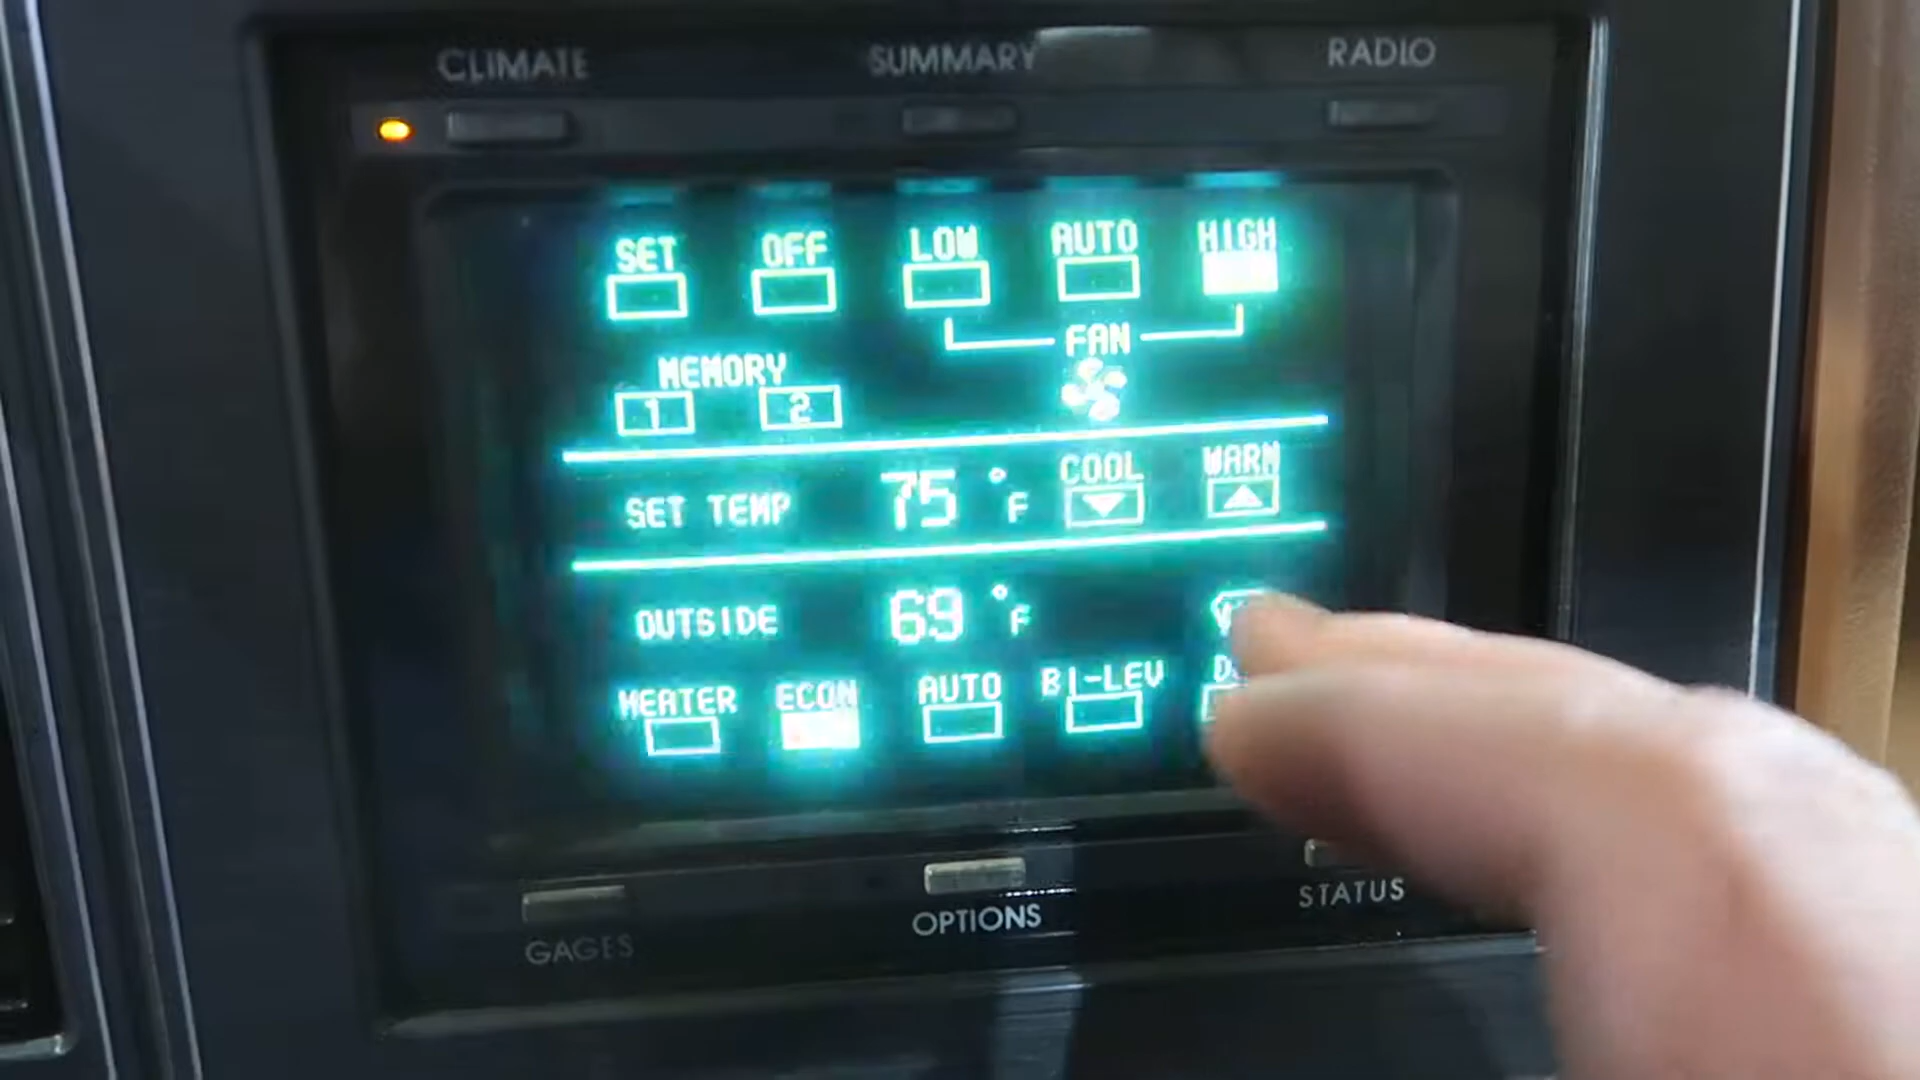 CLIMATE SUMMARY RADIO
SET OFF LOW AUTO HIGH
FAN
MEMORY
1 2
SET TEMP 75 °F COOL WARM
OUTSIDE 69 °F
HEATER ECON AUTO BI-LEV
GAGES OPTIONS STATUS